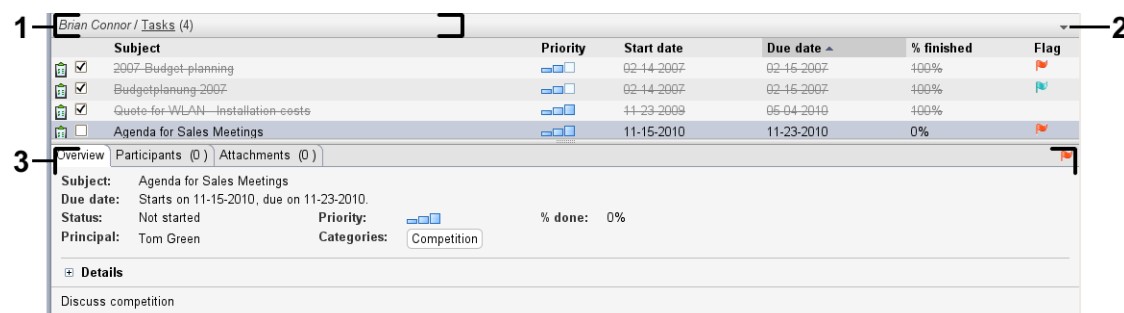 1 Brian Connor / Tasks (4) 2
Subject Priority Start date Due date % finished Flag
2007 Budget planning 02-14-2007 02-15-2007 100%
Budgetplanung 2007 02-14-2007 02-15-2007 100%
Quote for WLAN - Installation costs 11-23-2009 05-04-2010 100%
Agenda for Sales Meetings 11-15-2010 11-23-2010 0%
3 Overview Participants (0) Attachments (0)
Subject: Agenda for Sales Meetings
Due date: Starts on 11-15-2010, due on 11-23-2010.
Status: Not started Priority: % done: 0%
Principal: Tom Green Categories: Competition
Details
Discuss competition